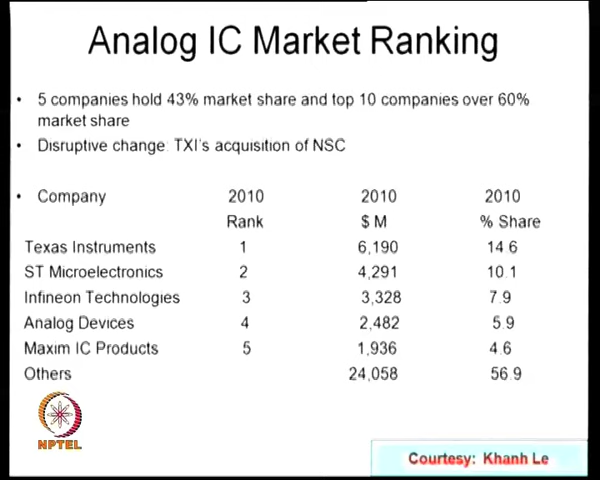 Analog IC Market Ranking
• 5 companies hold 43% market share and top 10 companies over 60%
market share
• Disruptive change TXI's acquisition of NSC
• Company 2010 2010 2010
Rank $ M % Share
Texas Instruments 1 6,190 14.6
ST Microelectronics 2 4,291 10.1
Infineon Technologies 3 3,328 7.9
Analog Devices 4 2,482 5.9
Maxim IC Products 5 1,936 4.6
Others 24,058 56.9
NPTEL
Courtesy: Khanh Le